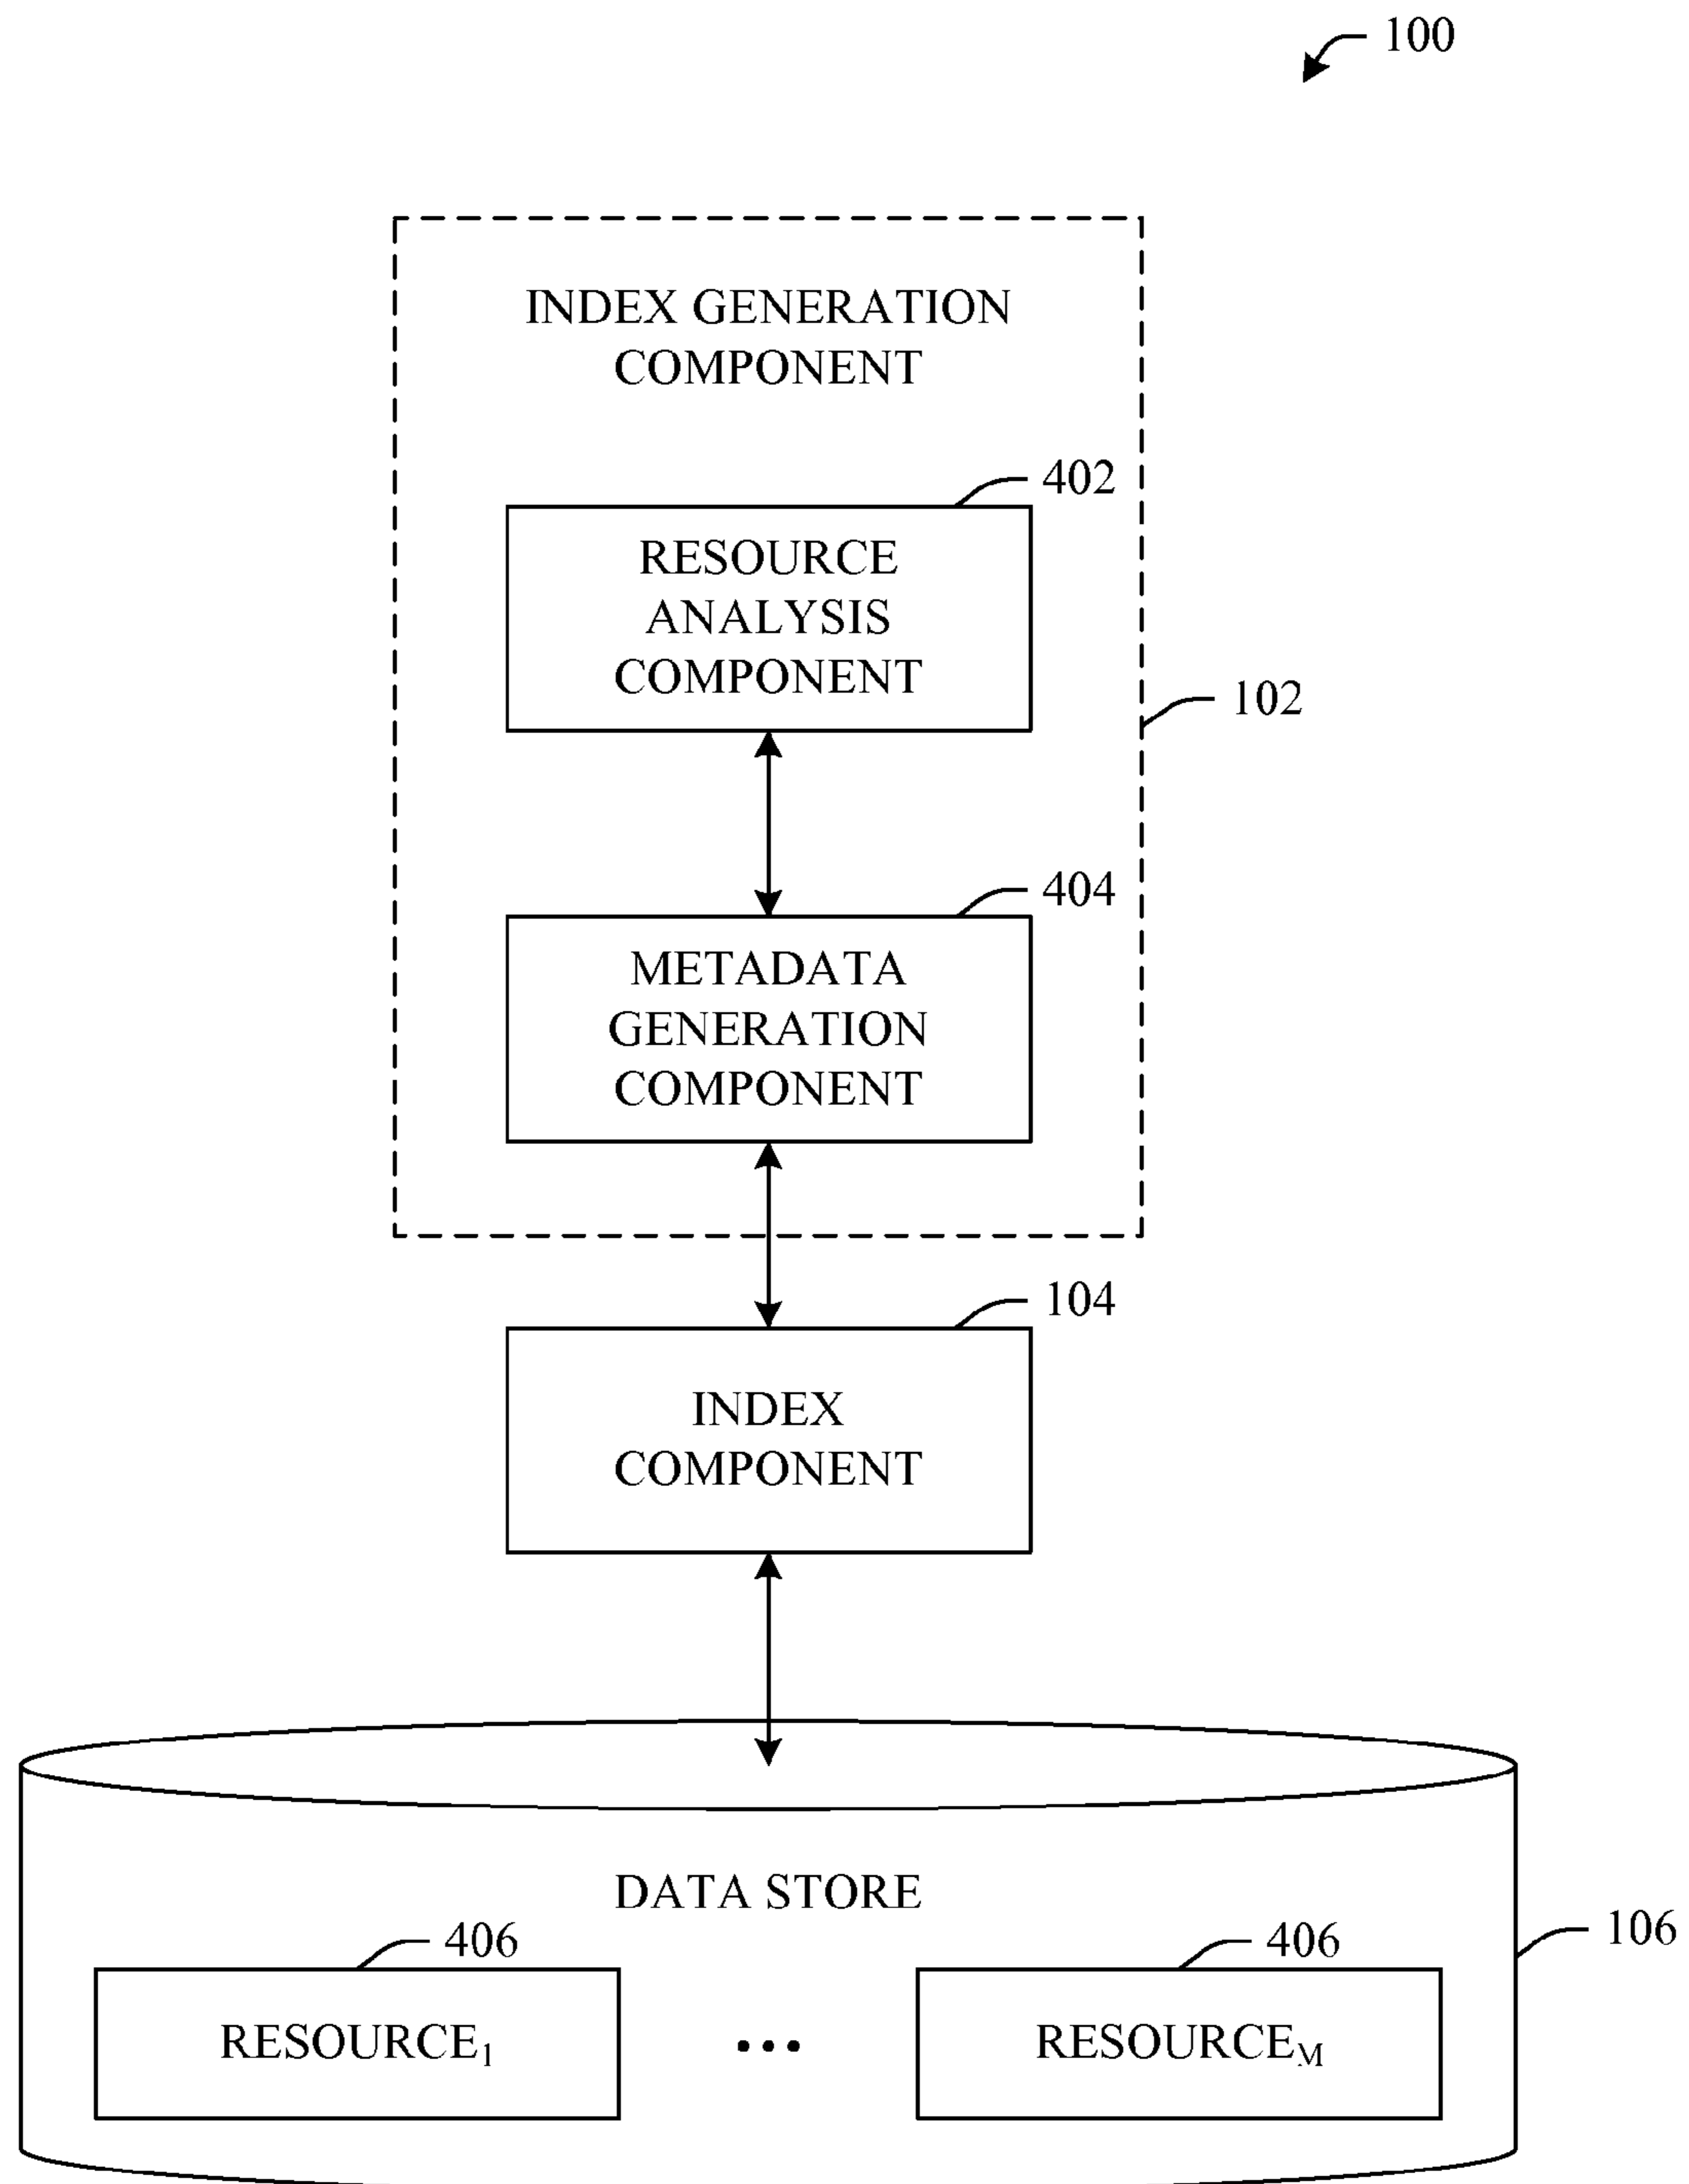 100
INDEX GENERATION
COMPONENT
402
RESOURCE
ANALYSIS
COMPONENT
102
404
METADATA
GENERATION
COMPONENT
104
INDEX
COMPONENT
DATA STORE
106
406
406
RESOURCE₁
...
RESOURCEM